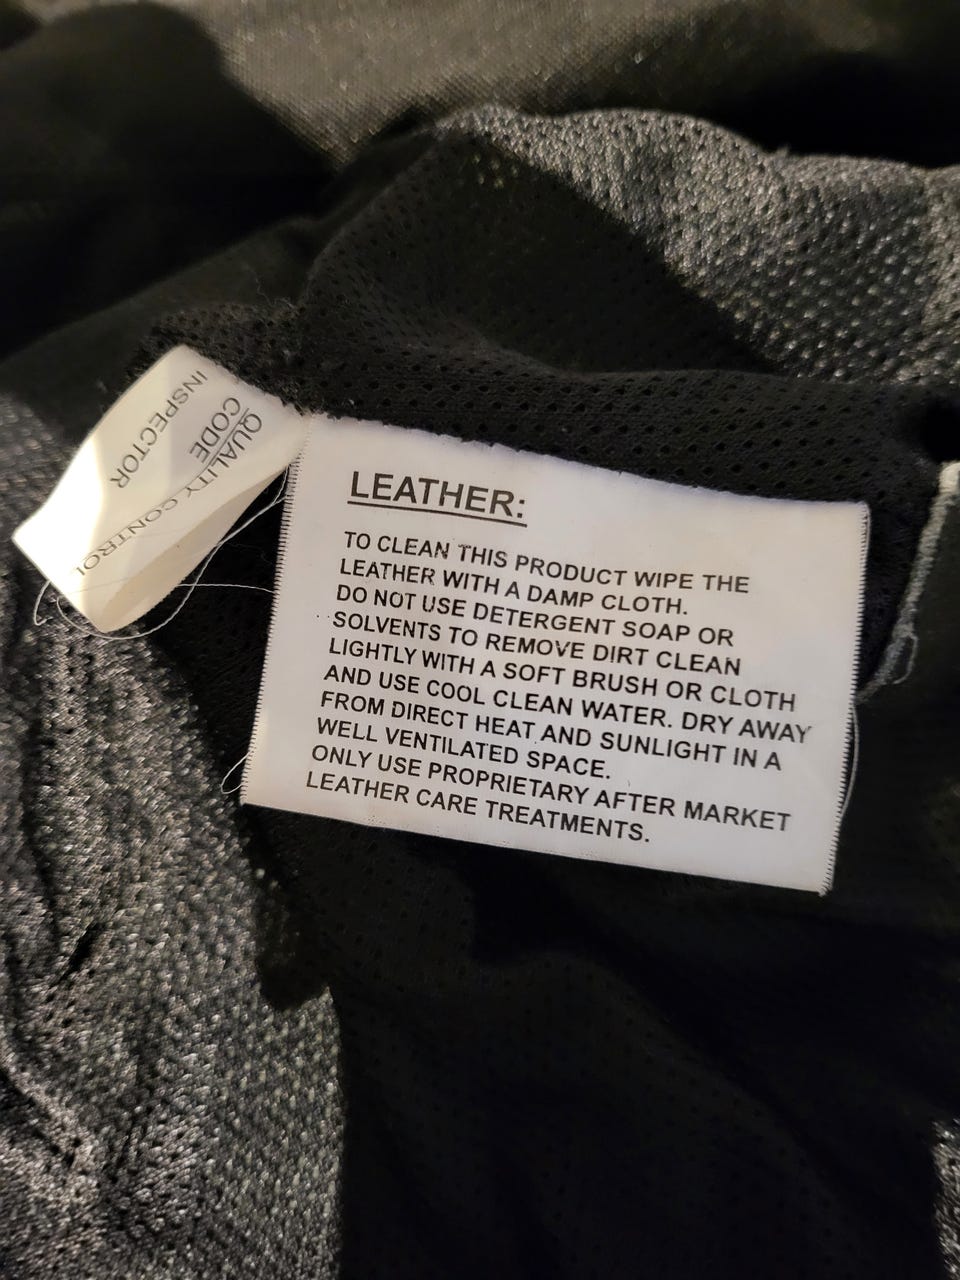 QUALITY CONTROL
CODE
INSPECTOR
LEATHER:
TO CLEAN THIS PRODUCT WIPE THE
LEATHER WITH A DAMP CLOTH.
DO NOT USE DETERGENT SOAP OR
SOLVENTS TO REMOVE DIRT CLEAN
LIGHTLY WITH A SOFT BRUSH OR CLOTH
AND USE COOL CLEAN WATER. DRY AWAY
FROM DIRECT HEAT AND SUNLIGHT IN A
WELL VENTILATED SPACE.
ONLY USE PROPRIETARY AFTER MARKET
LEATHER CARE TREATMENTS.